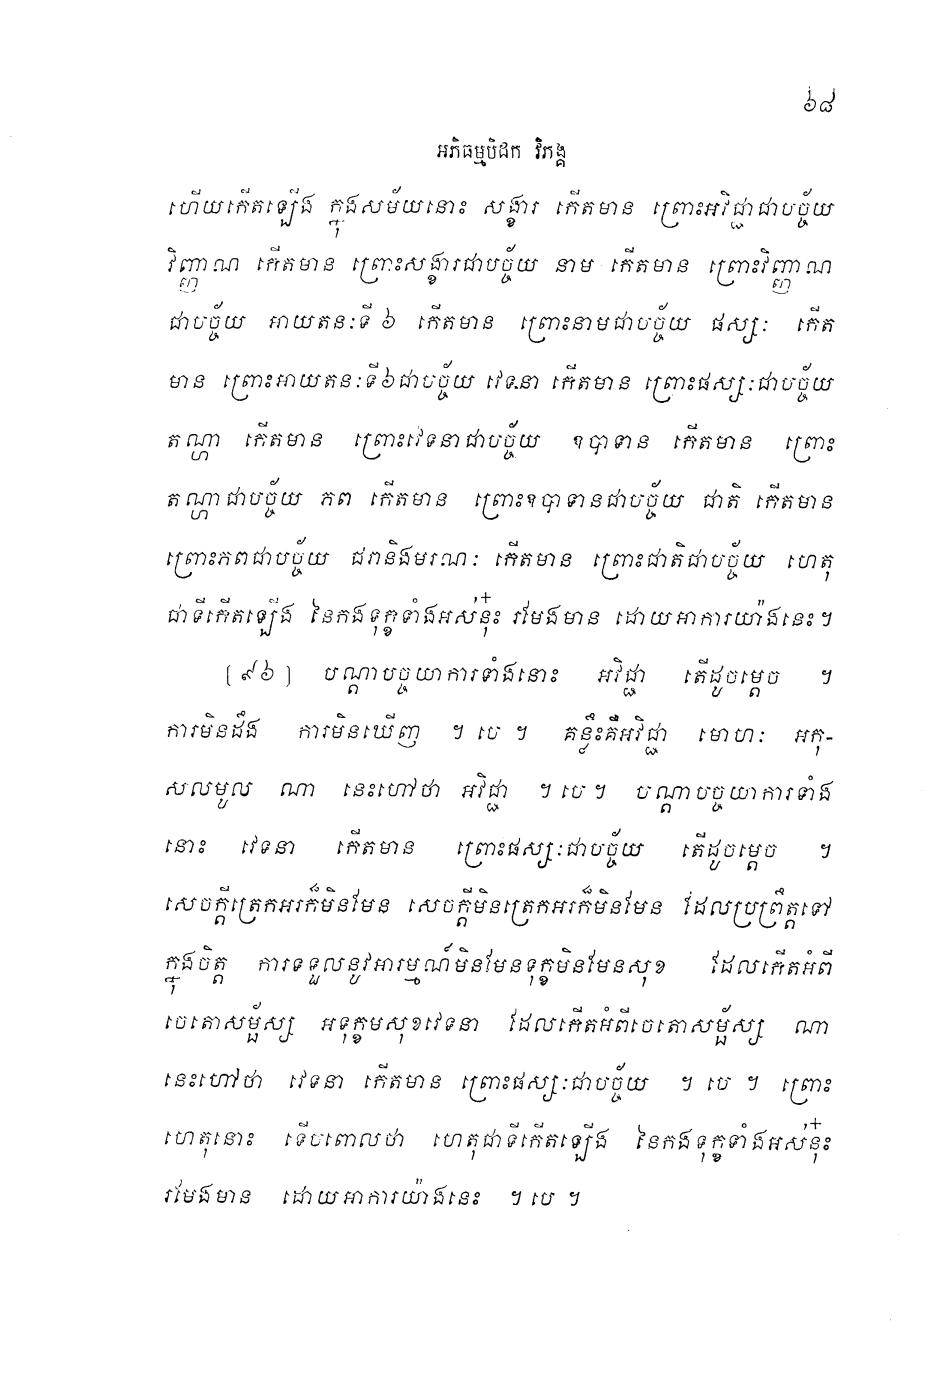 ៦៨
អភិធម្មបិដក វិភង្គ
ហើយកើតឡើង ក្នុងសម័យនោះ សង្ខារ កើតមាន ព្រោះអវិជ្ជាជាបច្ច័យ
វិញ្ញាណ កើតមាន ព្រោះសង្ខារជាបច្ច័យ នាម កើតមាន ព្រោះវិញ្ញាណ
ជាបច្ច័យ អាយតនៈទី ៦ កើតមាន ព្រោះនាមជាបច្ច័យ ផស្សៈ កើត
មាន ព្រោះអាយតនៈទី៦ជាបច្ច័យ វេទនា កើតមាន ព្រោះផស្សៈជាបច្ច័យ
តណ្ហា កើតមាន ព្រោះវេទនាជាបច្ច័យ ឧបាទាន កើតមាន ព្រោះ
តណ្ហាជាបច្ច័យ ភព កើតមាន ព្រោះឧបាទានជាបច្ច័យ ជាតិ កើតមាន
ព្រោះភពជាបច្ច័យ ជរានិងមរណៈ កើតមាន ព្រោះជាតិជាបច្ច័យ ហេតុ
ជាទីកើតឡើង នៃកងទុក្ខទាំងអស់នុ៎ះ រមែងមាន ដោយអាការយ៉ាងនេះ។
[៩៦] បណ្តាបច្ចយាការទាំងនោះ អវិជ្ជា តើដូចម្តេច ។
ការមិនដឹង ការមិនឃើញ ។ បេ ។ គន្លឹះគឺអវិជ្ជា មោហៈ អកុ-
សលមូល ណា នេះហៅថា អវិជ្ជា ។ បេ ។ បណ្តាបច្ចយាការទាំង
នោះ វេទនា កើតមាន ព្រោះផស្សៈជាបច្ច័យ តើដូចម្តេច ។
សេចក្តីត្រេកអរក៏មិនមែន សេចក្តីមិនត្រេកអរក៏មិនមែន ដែលប្រព្រឹត្តទៅ
ក្នុងចិត្ត ការទទួលនូវអារម្មណ៍មិនមែនទុក្ខមិនមែនសុខ ដែលកើតអំពី
ចេតោសម្ផ័ស្ស អទុក្ខមសុខវេទនា ដែលកើតអំពីចេតោសម្ផ័ស្ស ណា
នេះហៅថា វេទនា កើតមាន ព្រោះផស្សៈជាបច្ច័យ ។ បេ ។ ព្រោះ
ហេតុនោះ ទើបពោលថា ហេតុជាទីកើតឡើង នៃកងទុក្ខទាំងអស់នុ៎ះ
រមែងមាន ដោយអាការយ៉ាងនេះ ។ បេ ។